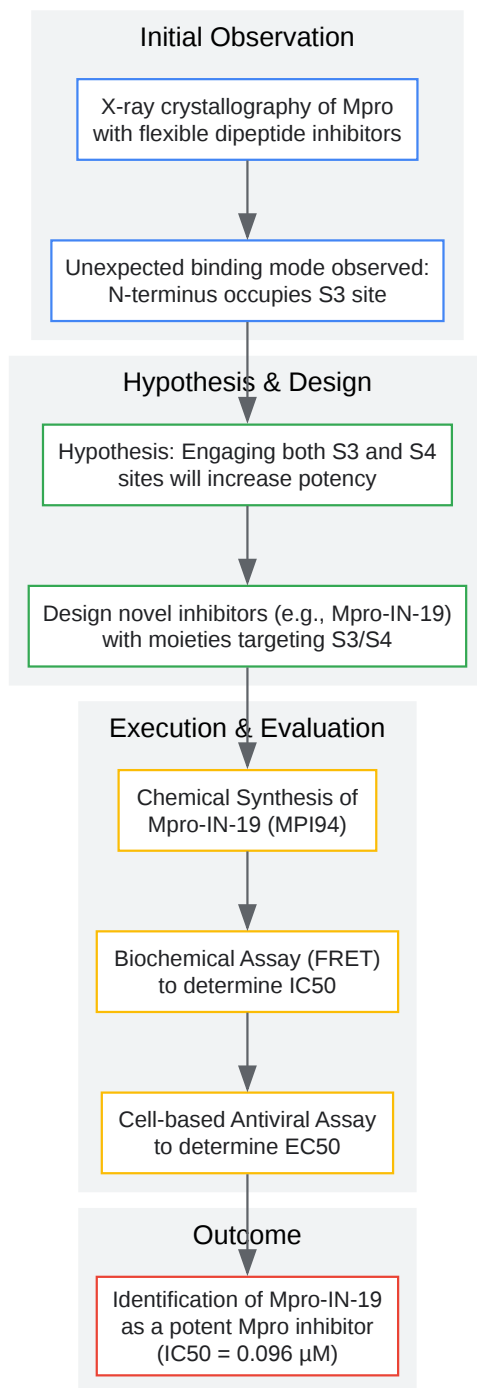 Initial Observation
X-ray crystallography of Mpro
with flexible dipeptide inhibitors
Unexpected binding mode observed:
N-terminus occupies S3 site
Hypothesis & Design
Hypothesis: Engaging both S3 and S4
sites will increase potency
Design novel inhibitors (e.g., Mpro-IN-19)
with moieties targeting S3/S4
Execution & Evaluation
Chemical Synthesis of
Mpro-IN-19 (MPI94)
Biochemical Assay (FRET)
to determine IC50
Cell-based Antiviral Assay
to determine EC50
Outcome
Identification of Mpro-IN-19
as a potent Mpro inhibitor
(IC50 = 0.096 µM)